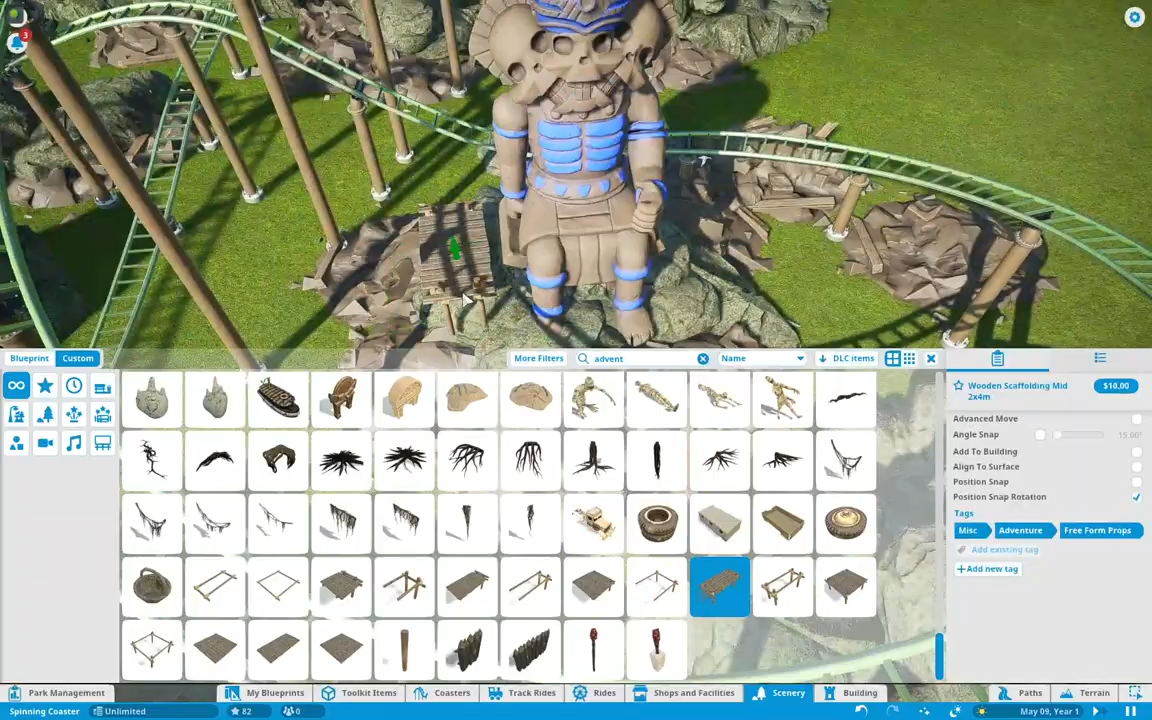 3
Blueprint Custom More Filters advent Name DLC items
Wooden Scaffolding Mid 2x4m $10.00
Advanced Move
Angle Snap 15.00°
Add To Building
Align To Surface
Position Snap
Position Snap Rotation
Tags
Misc Adventure Free Form Props
Add existing tag
+Add new tag
Park Management My Blueprints Toolkit Items Coasters Track Rides Rides Shops and Facilities Scenery Building Paths Terrain
Spinning Coaster Unlimited 82 0 May 09, Year 1